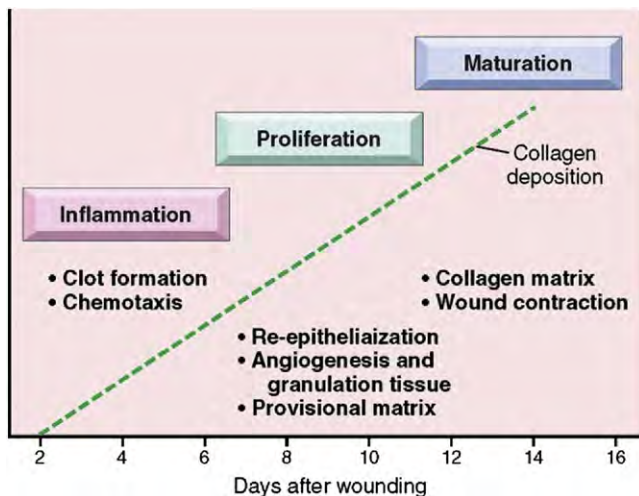 Maturation
Proliferation
Collagen
deposition
Inflammation
• Clot formation
• Chemotaxis
• Collagen matrix
• Wound contraction
• Re-epitheliaization
• Angiogenesis and
granulation tissue
• Provisional matrix
2 4 6 8 10 12 14 16
Days after wounding